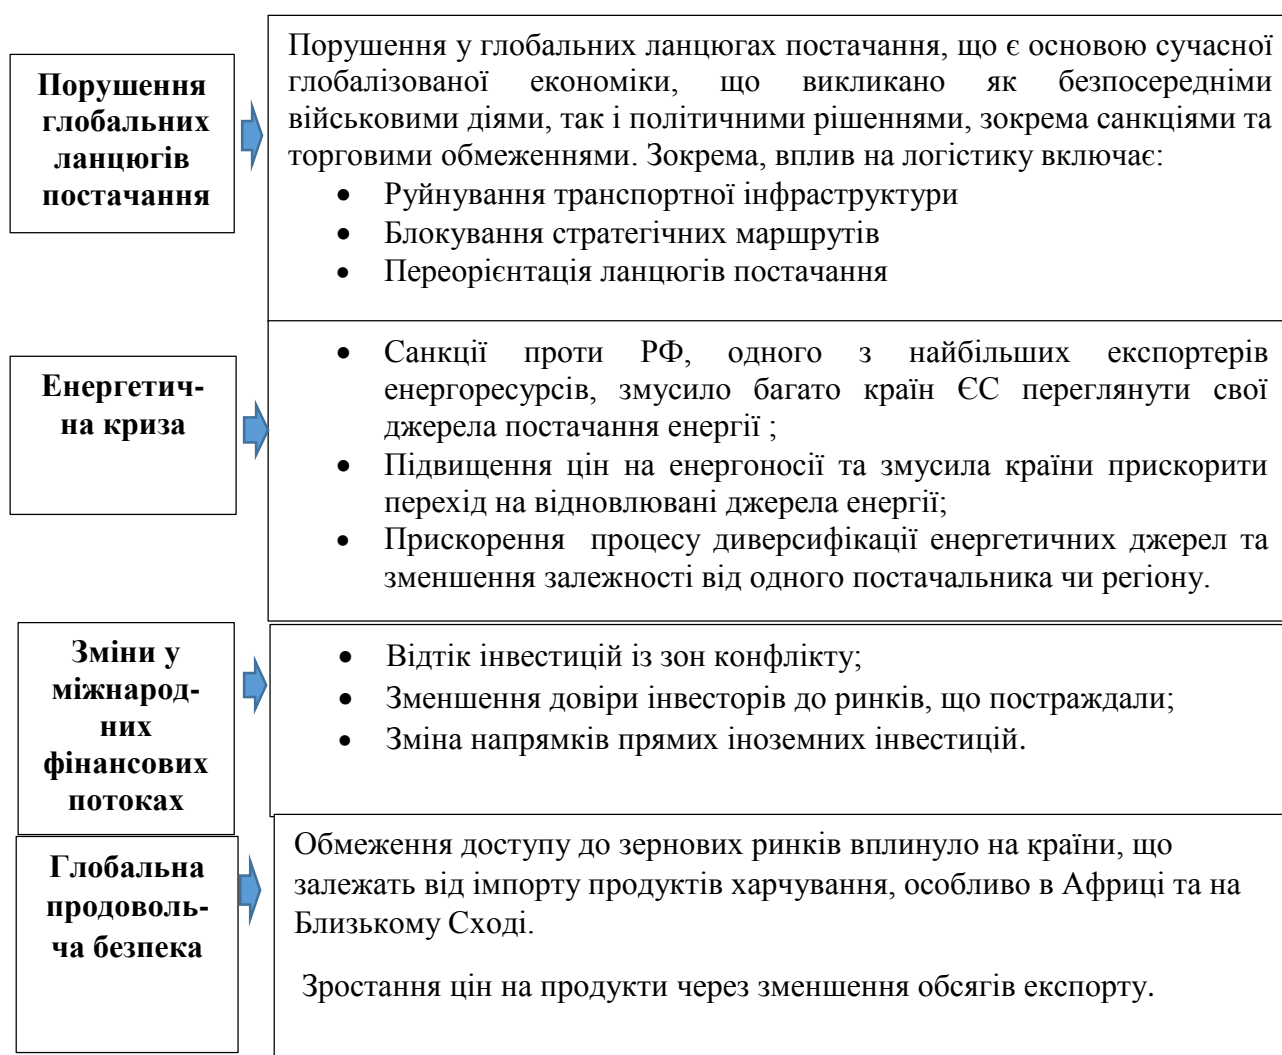 Порушення
глобальних
ланцюгів
постачання
Порушення у глобальних ланцюгах постачання, що є основою сучасної
глобалізованої економіки, що викликано як безпосередніми
військовими діями, так і політичними рішеннями, зокрема санкціями та
торговими обмеженнями. Зокрема, вплив на логістику включає:
• Руйнування транспортної інфраструктури
• Блокування стратегічних маршрутів
• Переорієнтація ланцюгів постачання
Енергетич-
на криза
• Санкції проти РФ, одного з найбільших експортерів
енергоресурсів, змусило багато країн ЄС переглянути свої
джерела постачання енергії ;
• Підвищення цін на енергоносії та змусила країни прискорити
перехід на відновлювані джерела енергії;
• Прискорення процесу диверсифікації енергетичних джерел та
зменшення залежності від одного постачальника чи регіону.
Зміни у
міжнарод-
них
фінансових
потоках
• Відтік інвестицій із зон конфлікту;
• Зменшення довіри інвесторів до ринків, що постраждали;
• Зміна напрямків прямих іноземних інвестицій.
Глобальна
продоволь-
ча безпека
Обмеження доступу до зернових ринків вплинуло на країни, що
залежать від імпорту продуктів харчування, особливо в Африці та на
Близькому Сході.
Зростання цін на продукти через зменшення обсягів експорту.